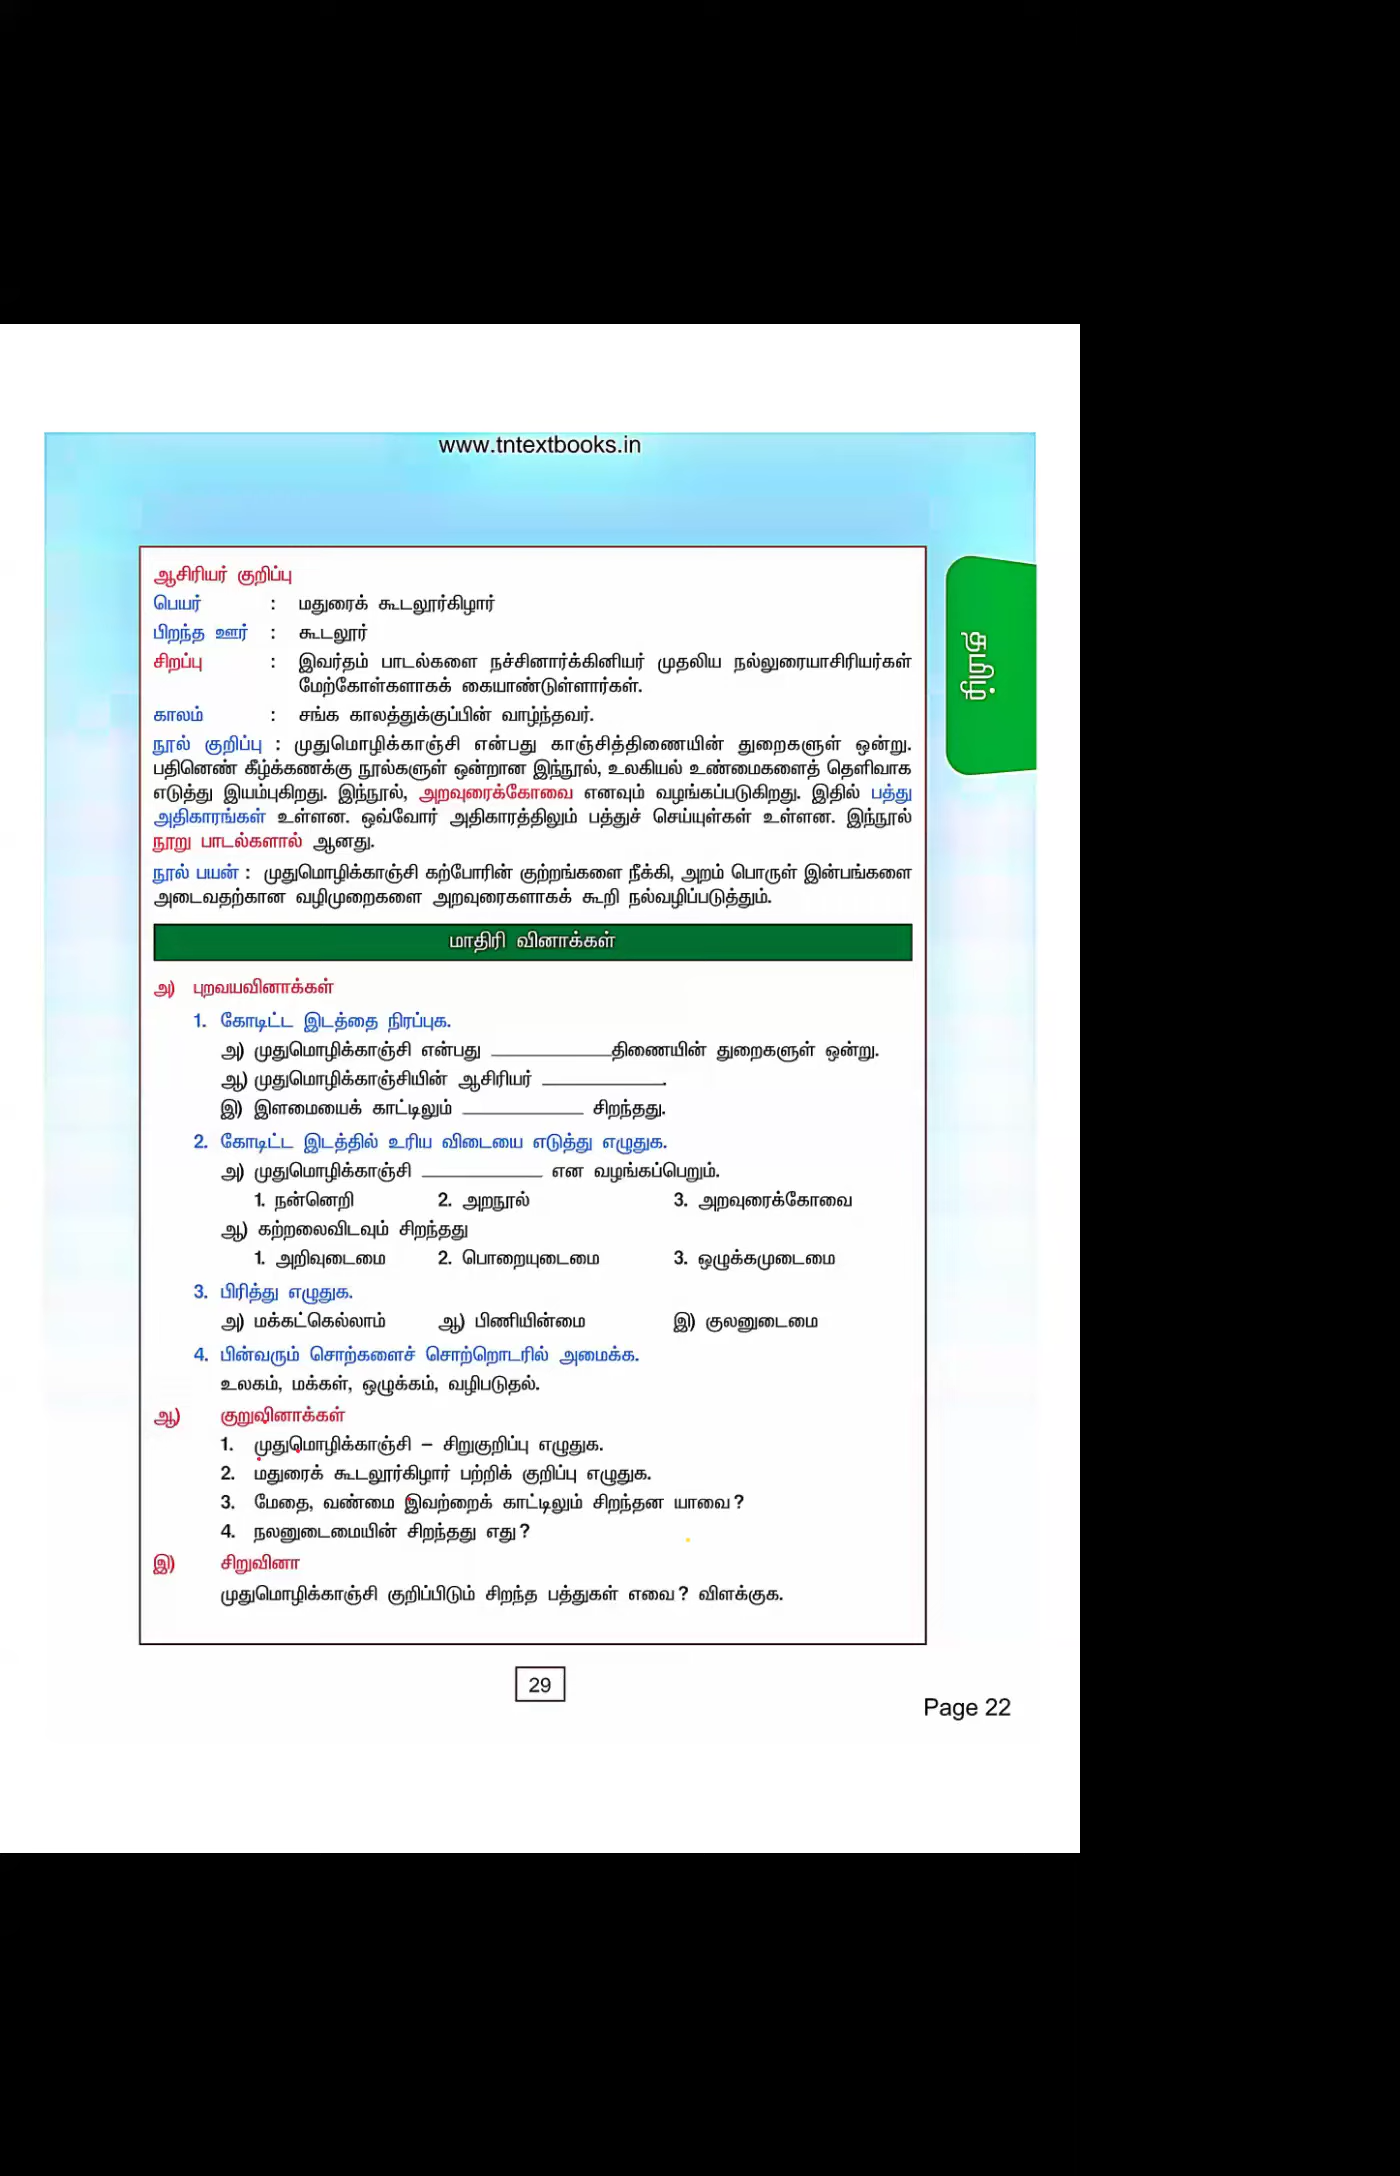 www.tntextbooks.in
தமிழ்
ஆசிரியர் குறிப்பு
பெயர் : மதுரைக் கூடலூர்கிழார்
பிறந்த ஊர் : கூடலூர்
சிறப்பு : இவர்தம் பாடல்களை நச்சினார்க்கினியர் முதலிய நல்லுரையாசிரியர்கள்
மேற்கோள்களாகக் கையாண்டுள்ளார்கள்.
காலம் : சங்க காலத்துக்குப்பின் வாழ்ந்தவர்.
நூல் குறிப்பு : முதுமொழிக்காஞ்சி என்பது காஞ்சித்திணையின் துறைகளுள் ஒன்று.
பதினெண் கீழ்க்கணக்கு நூல்களுள் ஒன்றான இந்நூல், உலகியல் உண்மைகளைத் தெளிவாக
எடுத்து இயம்புகிறது. இந்நூல், அறவுரைக்கோவை எனவும் வழங்கப்படுகிறது. இதில் பத்து
அதிகாரங்கள் உள்ளன. ஒவ்வோர் அதிகாரத்திலும் பத்துச் செய்யுள்கள் உள்ளன. இந்நூல்
நூறு பாடல்களால் ஆனது.
நூல் பயன் : முதுமொழிக்காஞ்சி கற்போரின் குற்றங்களை நீக்கி, அறம் பொருள் இன்பங்களை
அடைவதற்கான வழிமுறைகளை அறவுரைகளாகக் கூறி நல்வழிப்படுத்தும்.
மாதிரி வினாக்கள்
அ) புறவயவினாக்கள்
1. கோடிட்ட இடத்தை நிரப்புக.
அ) முதுமொழிக்காஞ்சி என்பது ____________திணையின் துறைகளுள் ஒன்று.
ஆ) முதுமொழிக்காஞ்சியின் ஆசிரியர் ____________.
இ) இளமையைக் காட்டிலும் ____________ சிறந்தது.
2. கோடிட்ட இடத்தில் உரிய விடையை எடுத்து எழுதுக.
அ) முதுமொழிக்காஞ்சி ____________ என வழங்கப்பெறும்.
1. நன்னெறி 2. அறநூல் 3. அறவுரைக்கோவை
ஆ) கற்றலைவிடவும் சிறந்தது
1. அறிவுடைமை 2. பொறையுடைமை 3. ஒழுக்கமுடைமை
3. பிரித்து எழுதுக.
அ) மக்கட்கெல்லாம் ஆ) பிணியின்மை இ) குலனுடைமை
4. பின்வரும் சொற்களைச் சொற்றொடரில் அமைக்க.
உலகம், மக்கள், ஒழுக்கம், வழிபடுதல்.
ஆ) குறுவினாக்கள்
1. முதுமொழிக்காஞ்சி – சிறுகுறிப்பு எழுதுக.
2. மதுரைக் கூடலூர்கிழார் பற்றிக் குறிப்பு எழுதுக.
3. மேதை, வண்மை இவற்றைக் காட்டிலும் சிறந்தன யாவை?
4. நலனுடைமையின் சிறந்தது எது?
இ) சிறுவினா
முதுமொழிக்காஞ்சி குறிப்பிடும் சிறந்த பத்துகள் எவை? விளக்குக.
29
Page 22